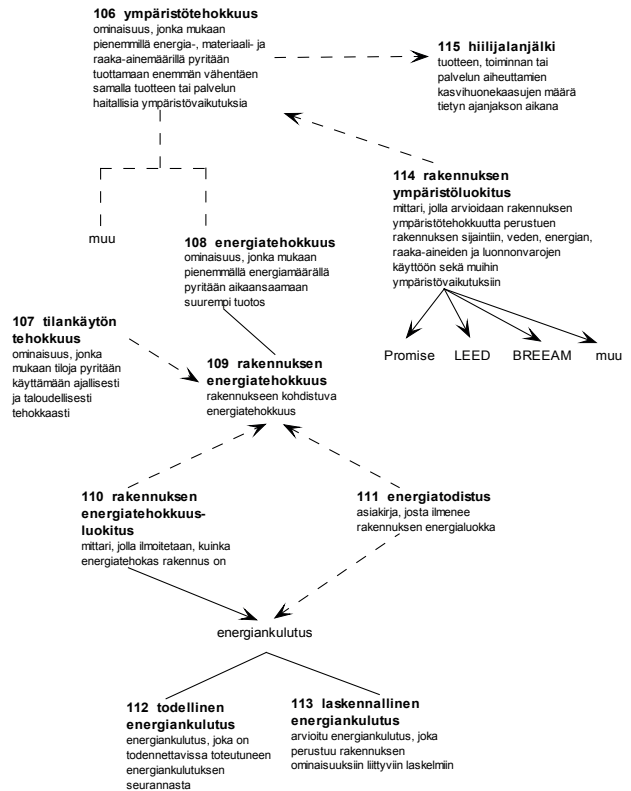 106 ympäristötehokkuus
ominaisuus, jonka mukaan
pienemmillä energia-, materiaali- ja
raaka-ainemäärillä pyritään
tuottamaan enemmän vähentäen
samalla tuotteen tai palvelun
haitallisia ympäristövaikutuksia
115 hiilijalanjälki
tuotteen, toiminnan tai
palvelun aiheuttamien
kasvihuonekaasujen määrä
tietyn ajanjakson aikana
114 rakennuksen
ympäristöluokitus
mittari, jolla arvioidaan rakennuksen
ympäristötehokkuutta perustuen
rakennuksen sijaintiin, veden, energian,
raaka-aineiden ja luonnonvarojen
käyttöön sekä muihin
ympäristövaikutuksiin
muu
108 energiatehokkuus
ominaisuus, jonka mukaan
pienemmällä energiamäärällä
pyritään aikaansaamaan
suurempi tuotos
107 tilankäytön
tehokkuus
ominaisuus, jonka
mukaan tiloja pyritään
käyttämään ajallisesti
ja taloudellisesti
tehokkaasti
Promise LEED BREEAM muu
109 rakennuksen
energiatehokkuus
rakennukseen kohdistuva
energiatehokkuus
110 rakennuksen
energiatehokkuus-
luokitus
mittari, jolla ilmoitetaan, kuinka
energiatehokas rakennus on
111 energiatodistus
asiakirja, josta ilmenee
rakennuksen energialuokka
energiankulutus
112 todellinen
energiankulutus
energiankulutus, joka on
todennettavissa toteutuneen
energiankulutuksen
seurannasta
113 laskennallinen
energiankulutus
arvioitu energiankulutus, joka
perustuu rakennuksen
ominaisuuksiin liittyviin laskelmiin